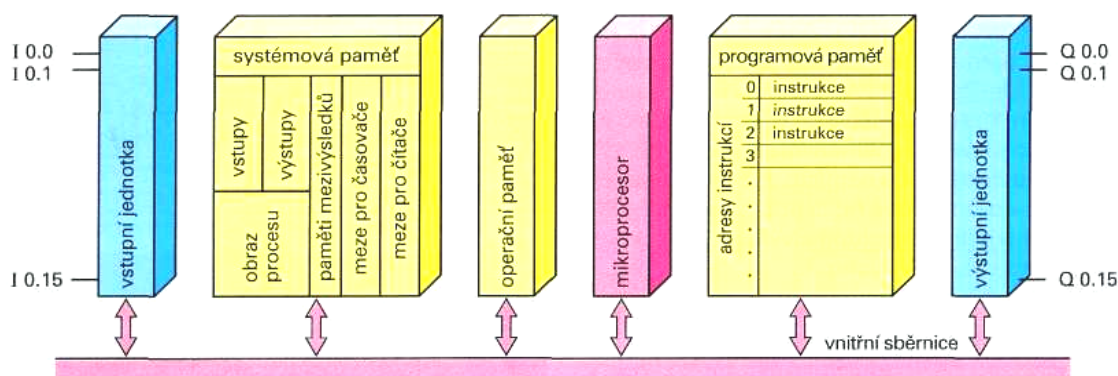 I 0.0
I 0.1
I 0.15
vstupní jednotka
systémová paměť
vstupy
výstupy
obraz
procesu
paměti mezivýsledků
meze pro časovače
meze pro čítače
operační paměť
mikroprocesor
programová paměť
adresy instrukcí
0 instrukce
1 instrukce
2 instrukce
3
výstupní jednotka
Q 0.0
Q 0.1
Q 0.15
vnitřní sběrnice